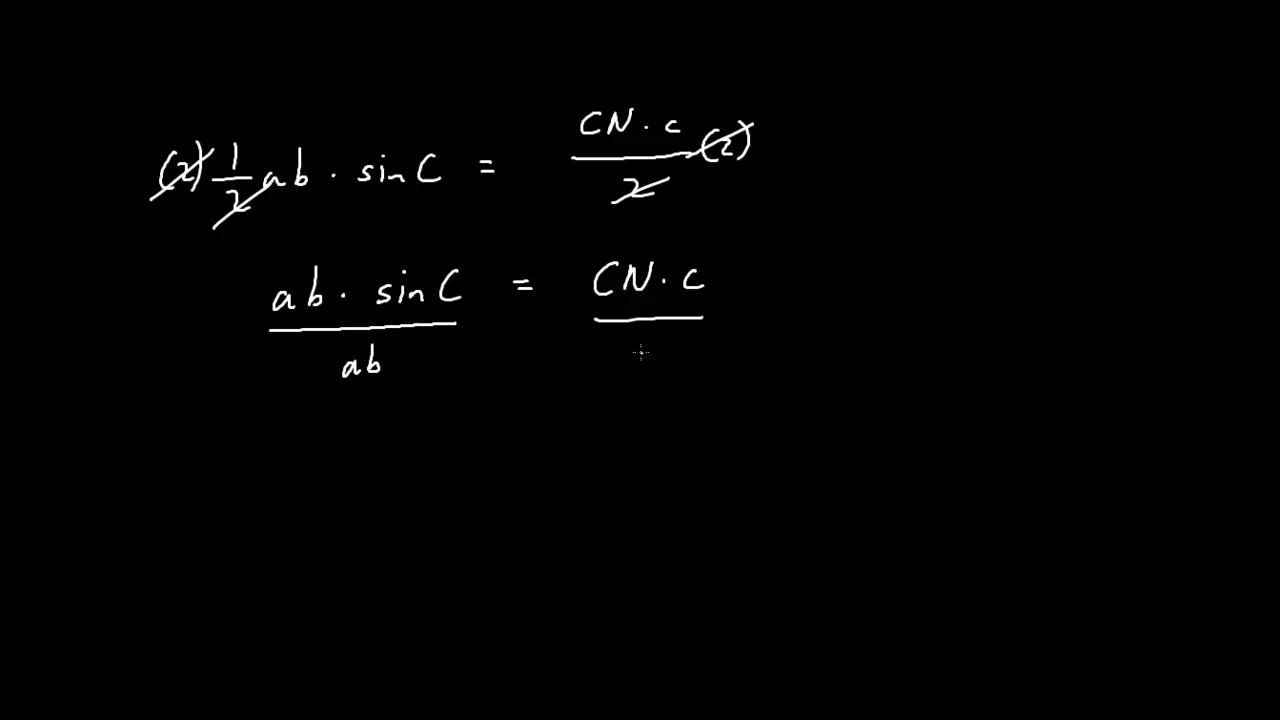 (2) 1/2 ab · sin C = CN · c / 2 (2)
ab · sin C / ab = CN · c